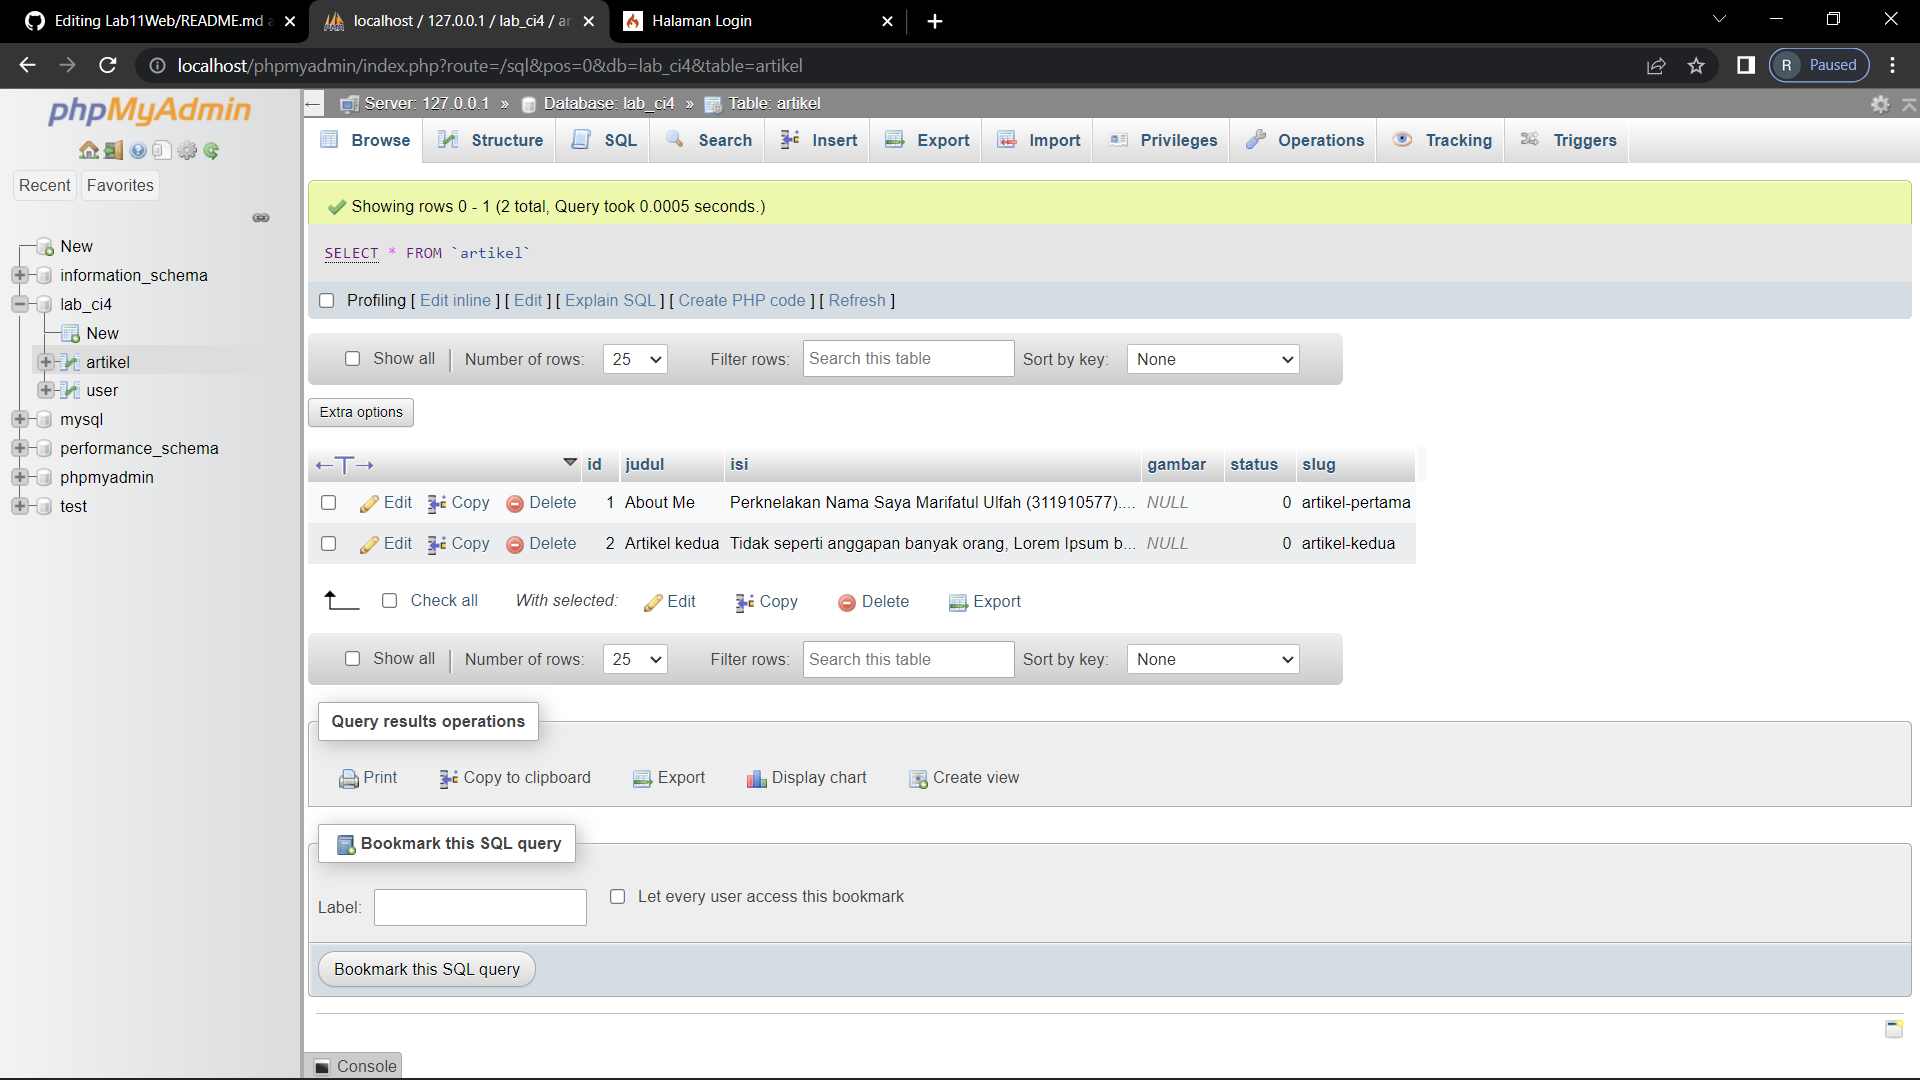 Editing Lab11Web/README.md a
localhost / 127.0.0.1 / lab_ci4 / ar
Halaman Login
localhost/phpmyadmin/index.php?route=/sql&pos=0&db=lab_ci4&table=artikel
R Paused
phpMyAdmin
Server: 127.0.0.1 » Database: lab_ci4 » Table: artikel
Browse Structure SQL Search Insert Export Import Privileges Operations Tracking Triggers
Recent Favorites
New
information_schema
lab_ci4
New
artikel
user
mysql
performance_schema
phpmyadmin
test
Showing rows 0 - 1 (2 total, Query took 0.0005 seconds.)
SELECT * FROM `artikel`
Profiling [ Edit inline ] [ Edit ] [ Explain SQL ] [ Create PHP code ] [ Refresh ]
Show all Number of rows: 25 Filter rows: Search this table Sort by key: None
Extra options
id judul isi gambar status slug
Edit Copy Delete 1 About Me Perknelakan Nama Saya Marifatul Ulfah (311910577).... NULL 0 artikel-pertama
Edit Copy Delete 2 Artikel kedua Tidak seperti anggapan banyak orang, Lorem Ipsum b... NULL 0 artikel-kedua
Check all With selected: Edit Copy Delete Export
Show all Number of rows: 25 Filter rows: Search this table Sort by key: None
Query results operations
Print Copy to clipboard Export Display chart Create view
Bookmark this SQL query
Label: Let every user access this bookmark
Bookmark this SQL query
Console